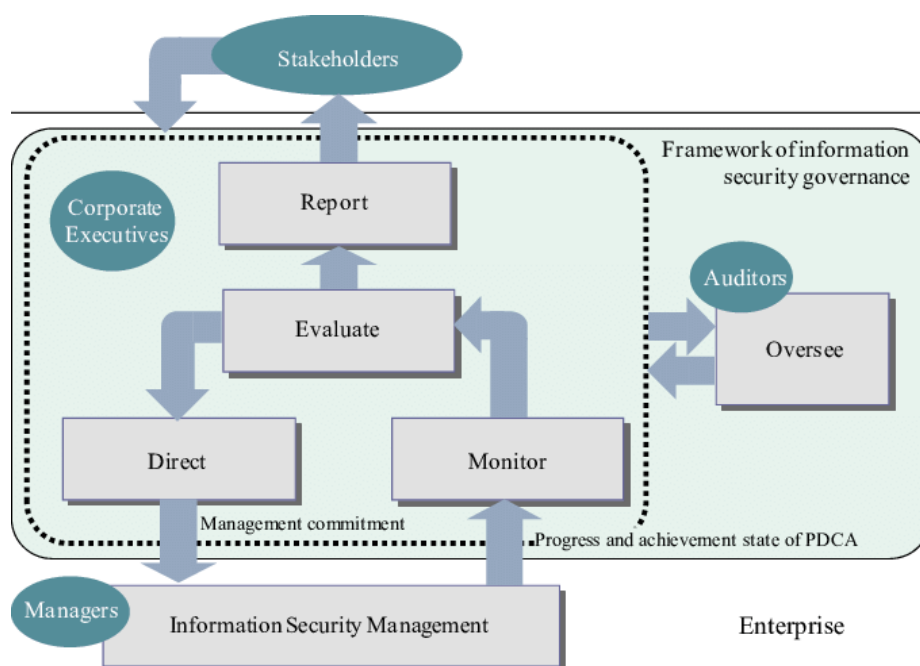 Stakeholders
Framework of information
security governance
Corporate
Executives
Report
Auditors
Evaluate
Oversee
Direct
Monitor
Management commitment
Progress and achievement state of PDCA
Managers
Information Security Management
Enterprise